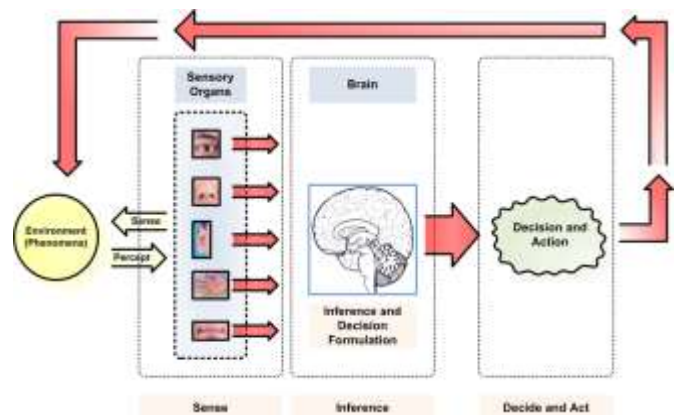 Sensory
Organs
Brain
Environment
(Phenomena)
Sense
Percept
Decision and
Action
Inference and
Decision
Formulation
Sense
Inference
Decide and Act